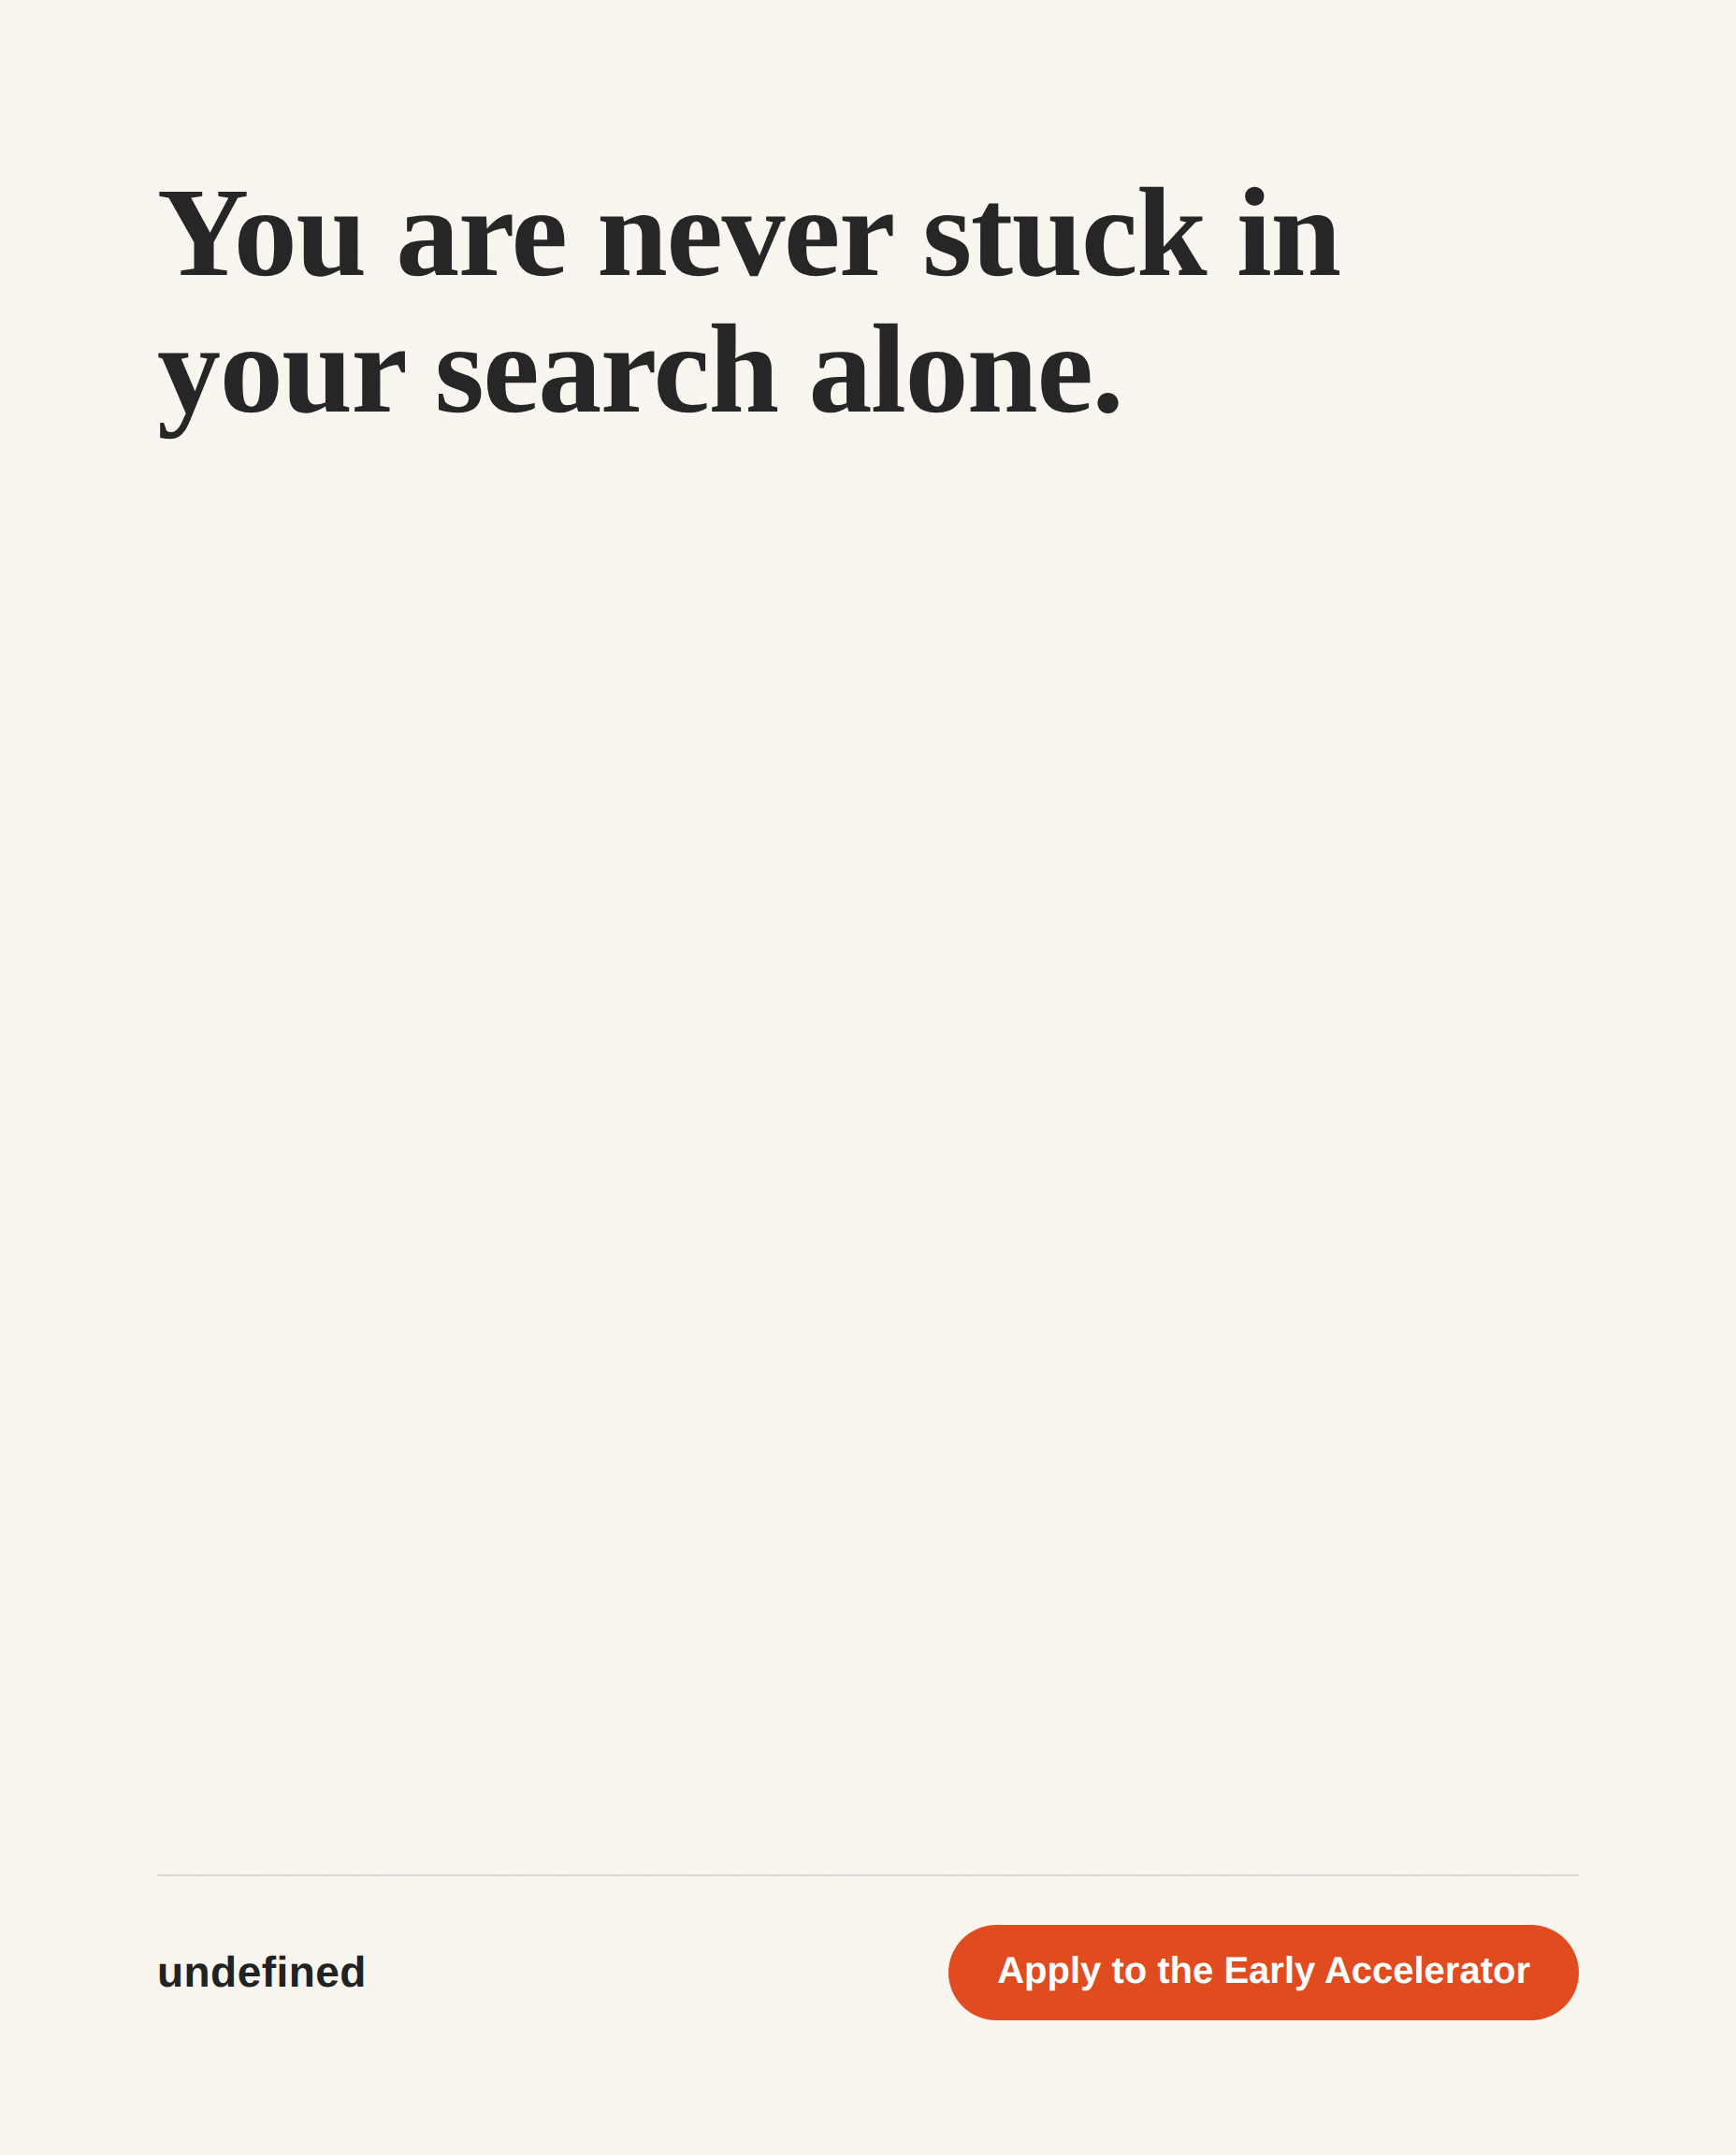 You are never stuck in
your search alone.
undefined
Apply to the Early Accelerator